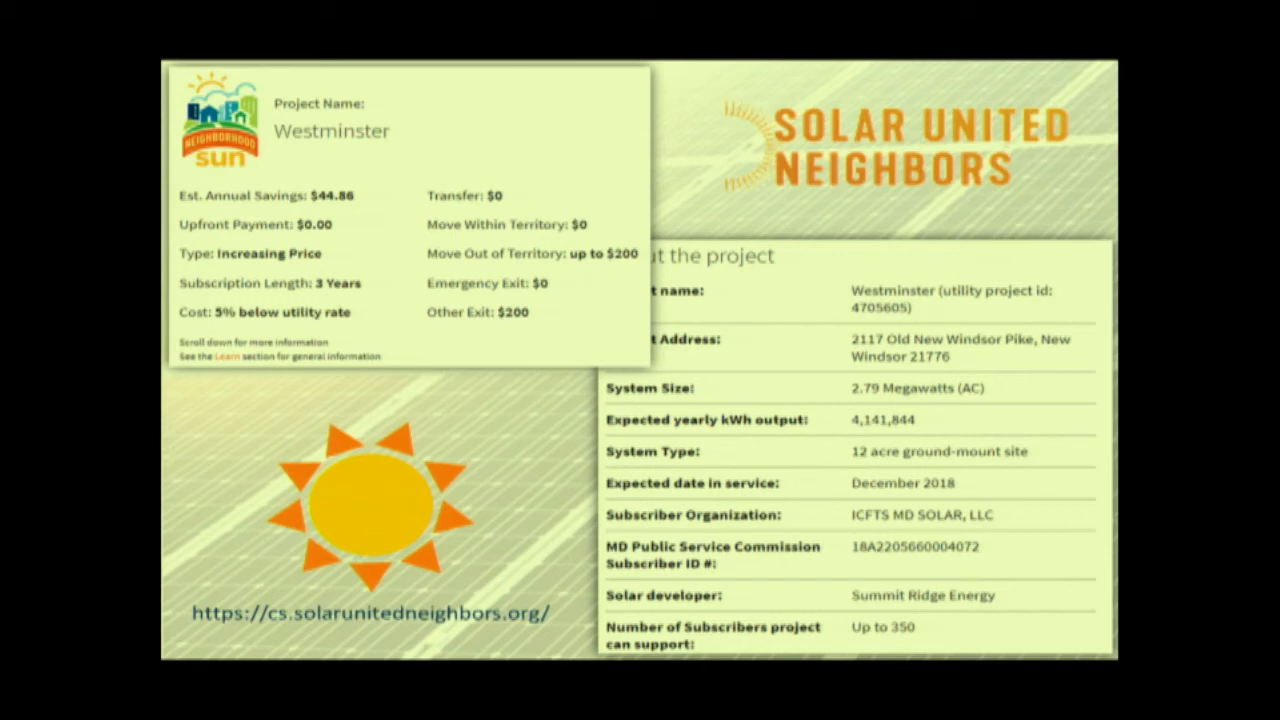 NEIGHBORHOOD
sun
Project Name:
Westminster
Est. Annual Savings: $44.86
Transfer: $0
Upfront Payment: $0.00
Move Within Territory: $0
Type: Increasing Price
Move Out of Territory: up to $200
Subscription Length: 3 Years
Emergency Exit: $0
Cost: 5% below utility rate
Other Exit: $200
Scroll down for more information
See the Learn section for general information
SOLAR UNITED
NEIGHBORS
ut the project
t name:
Westminster (utility project id:
4705605)
t Address:
2117 Old New Windsor Pike, New
Windsor 21776
System Size:
2.79 Megawatts (AC)
Expected yearly kWh output:
4,141,844
System Type:
12 acre ground-mount site
Expected date in service:
December 2018
Subscriber Organization:
ICFTS MD SOLAR, LLC
MD Public Service Commission
Subscriber ID #:
18A2205660004072
Solar developer:
Summit Ridge Energy
Number of Subscribers project
can support:
Up to 350
https://cs.solarunitedneighbors.org/